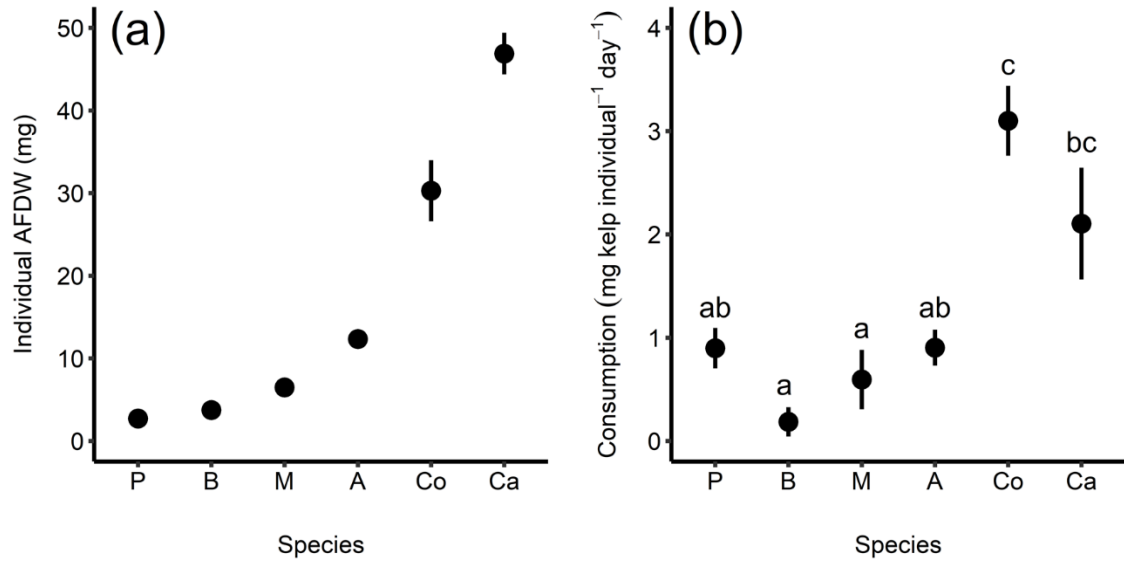 (a)
Individual AFDW (mg)
50
40
30
20
10
0
P B M A Co Ca
Species
(b)
Consumption (mg kelp individual⁻¹ day⁻¹)
4
3
2
1
0
ab
a
a
ab
c
bc
P B M A Co Ca
Species